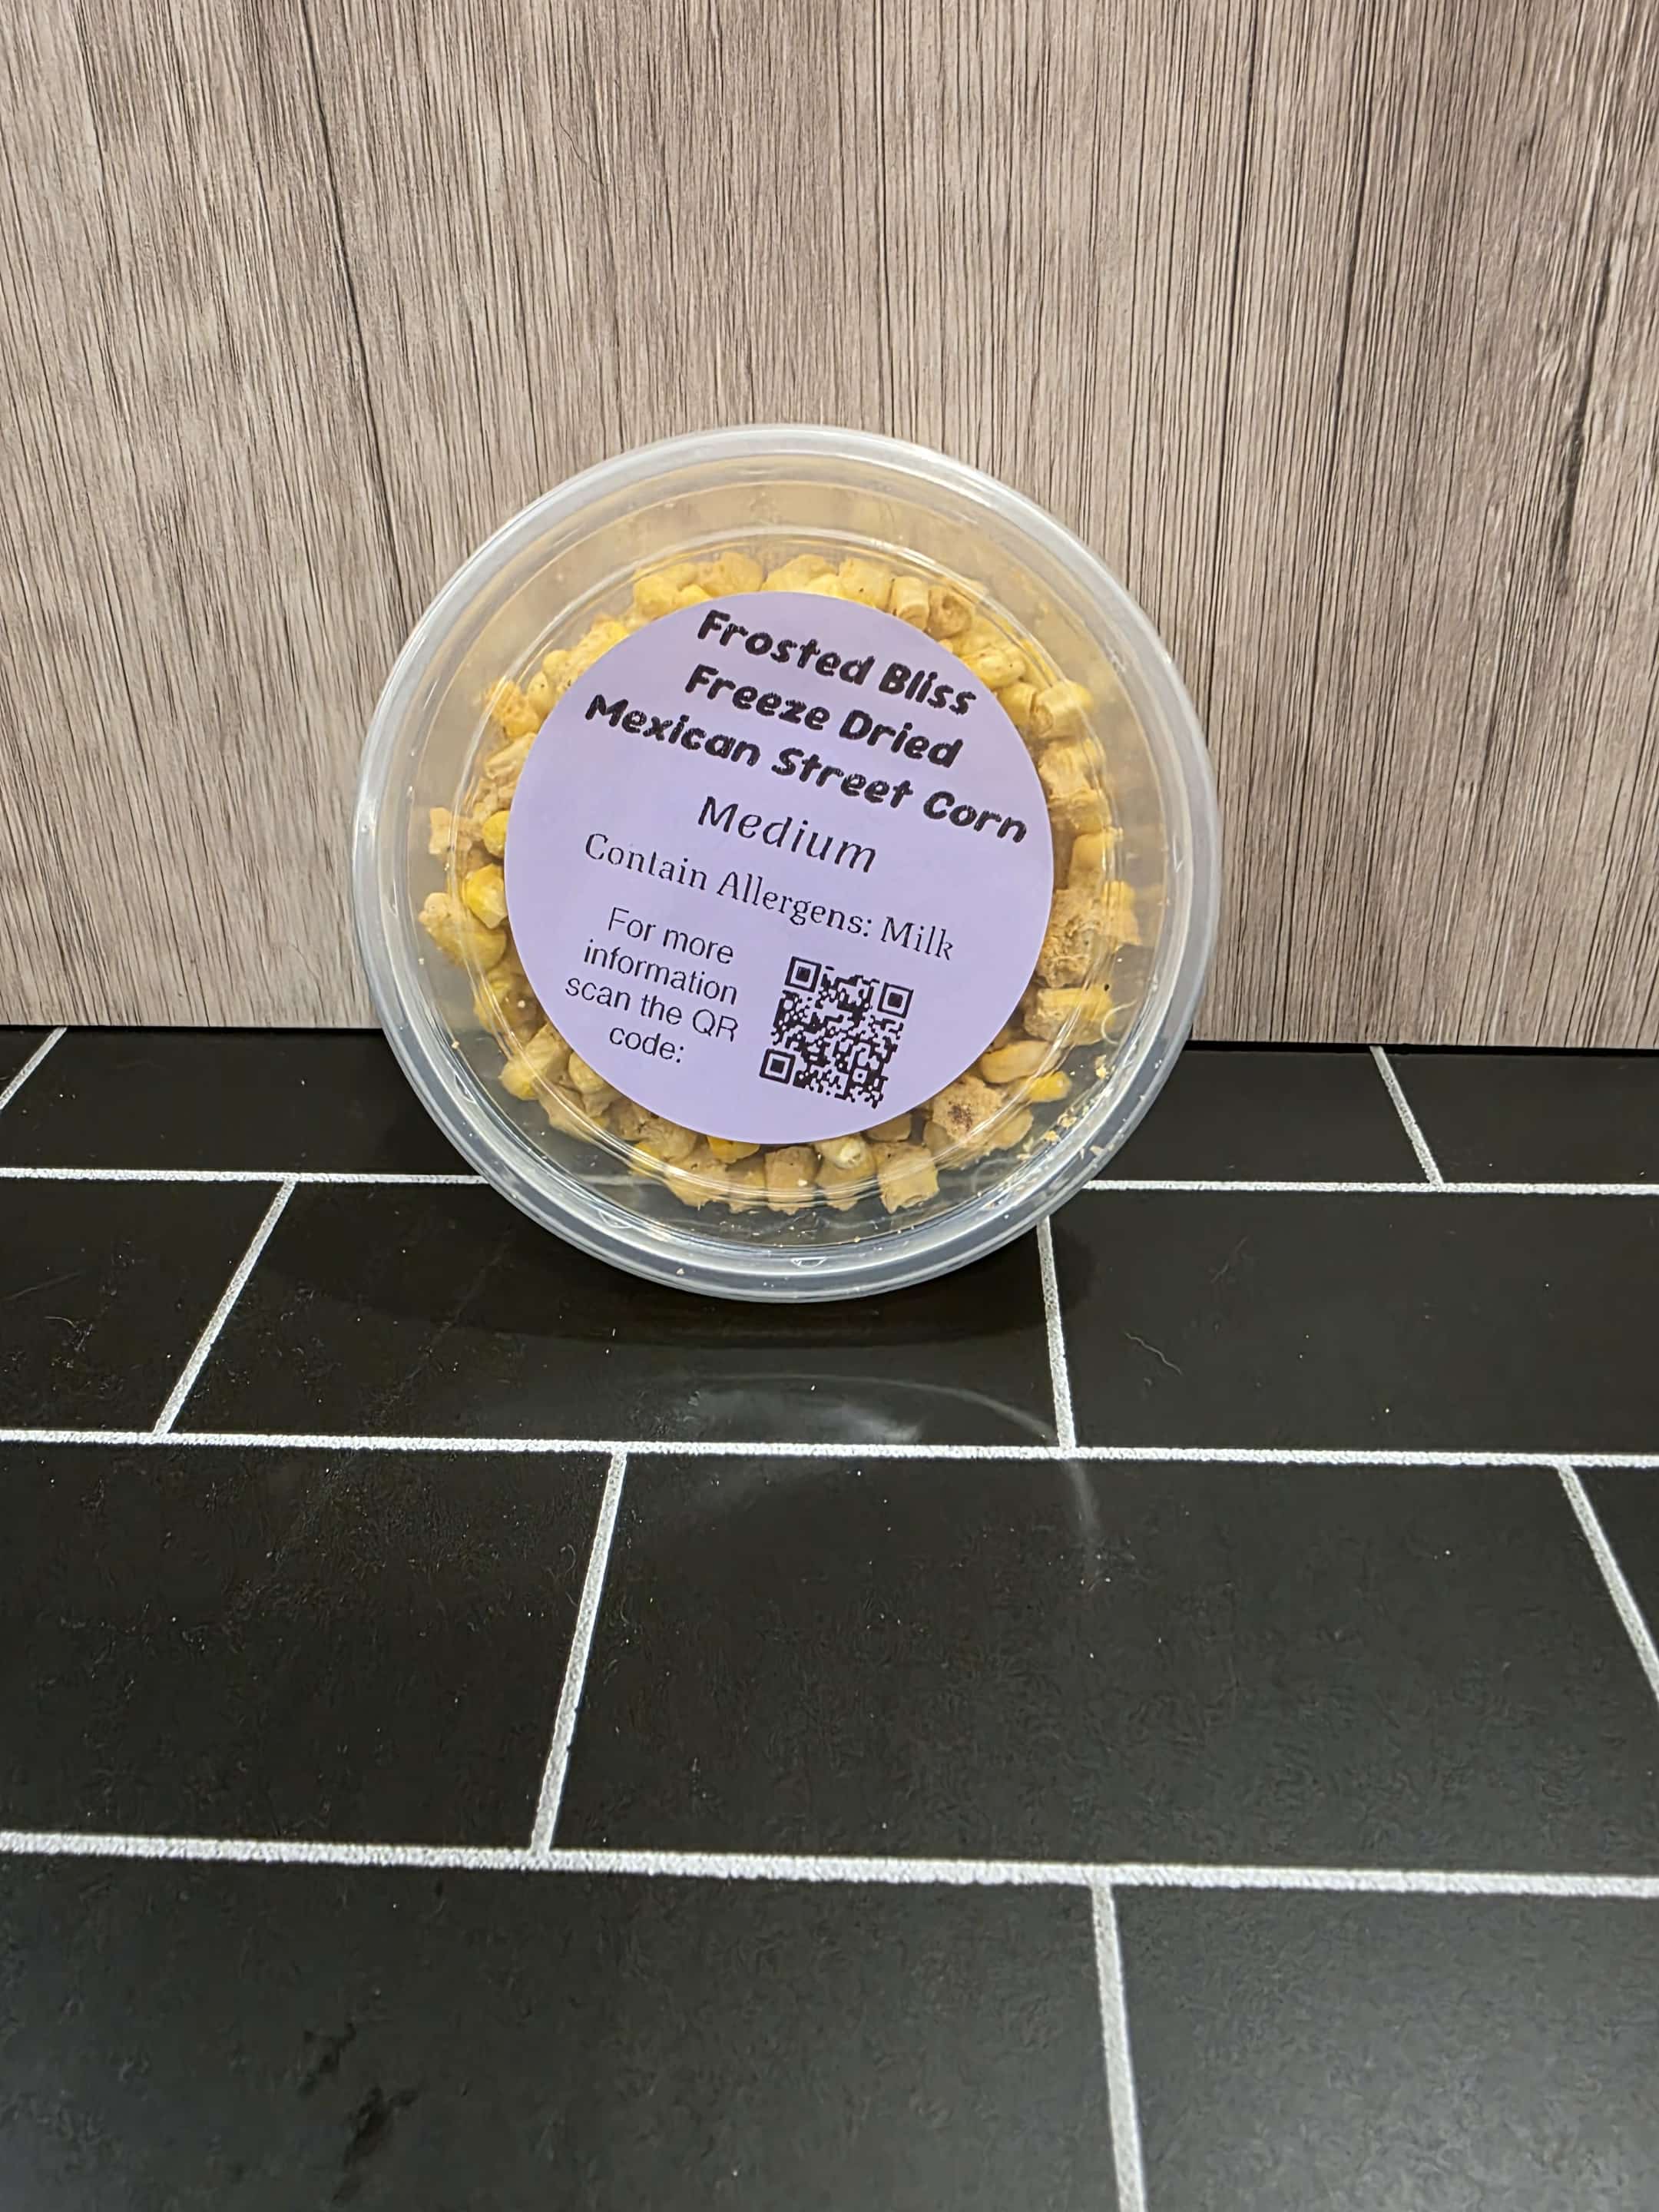 Frosted Bliss
Freeze Dried
Mexican Street Corn
Medium
Contain Allergens: Milk
For more
information
scan the QR
code: